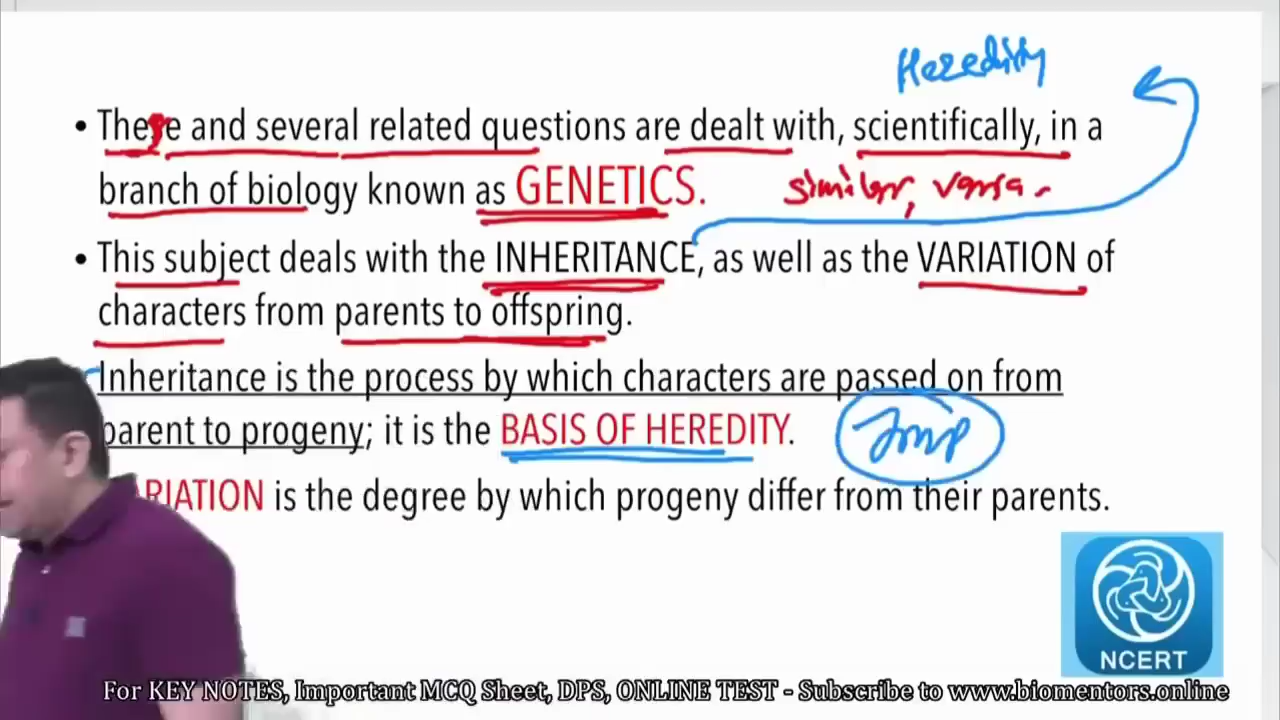 Heredity
• These and several related questions are dealt with, scientifically, in a
branch of biology known as GENETICS.
similar,
• This subject deals with the INHERITANCE, as well as the VARIATION of
characters from parents to offspring.
Inheritance is the process by which characters are passed on from
parent to progeny; it is the BASIS OF HEREDITY.
Imp
RIATION is the degree by which progeny differ from their parents.
NCERT
For KEY NOTES, Important MCQ Sheet, DPS, ONLINE TEST - Subscribe to www.biomentors.online